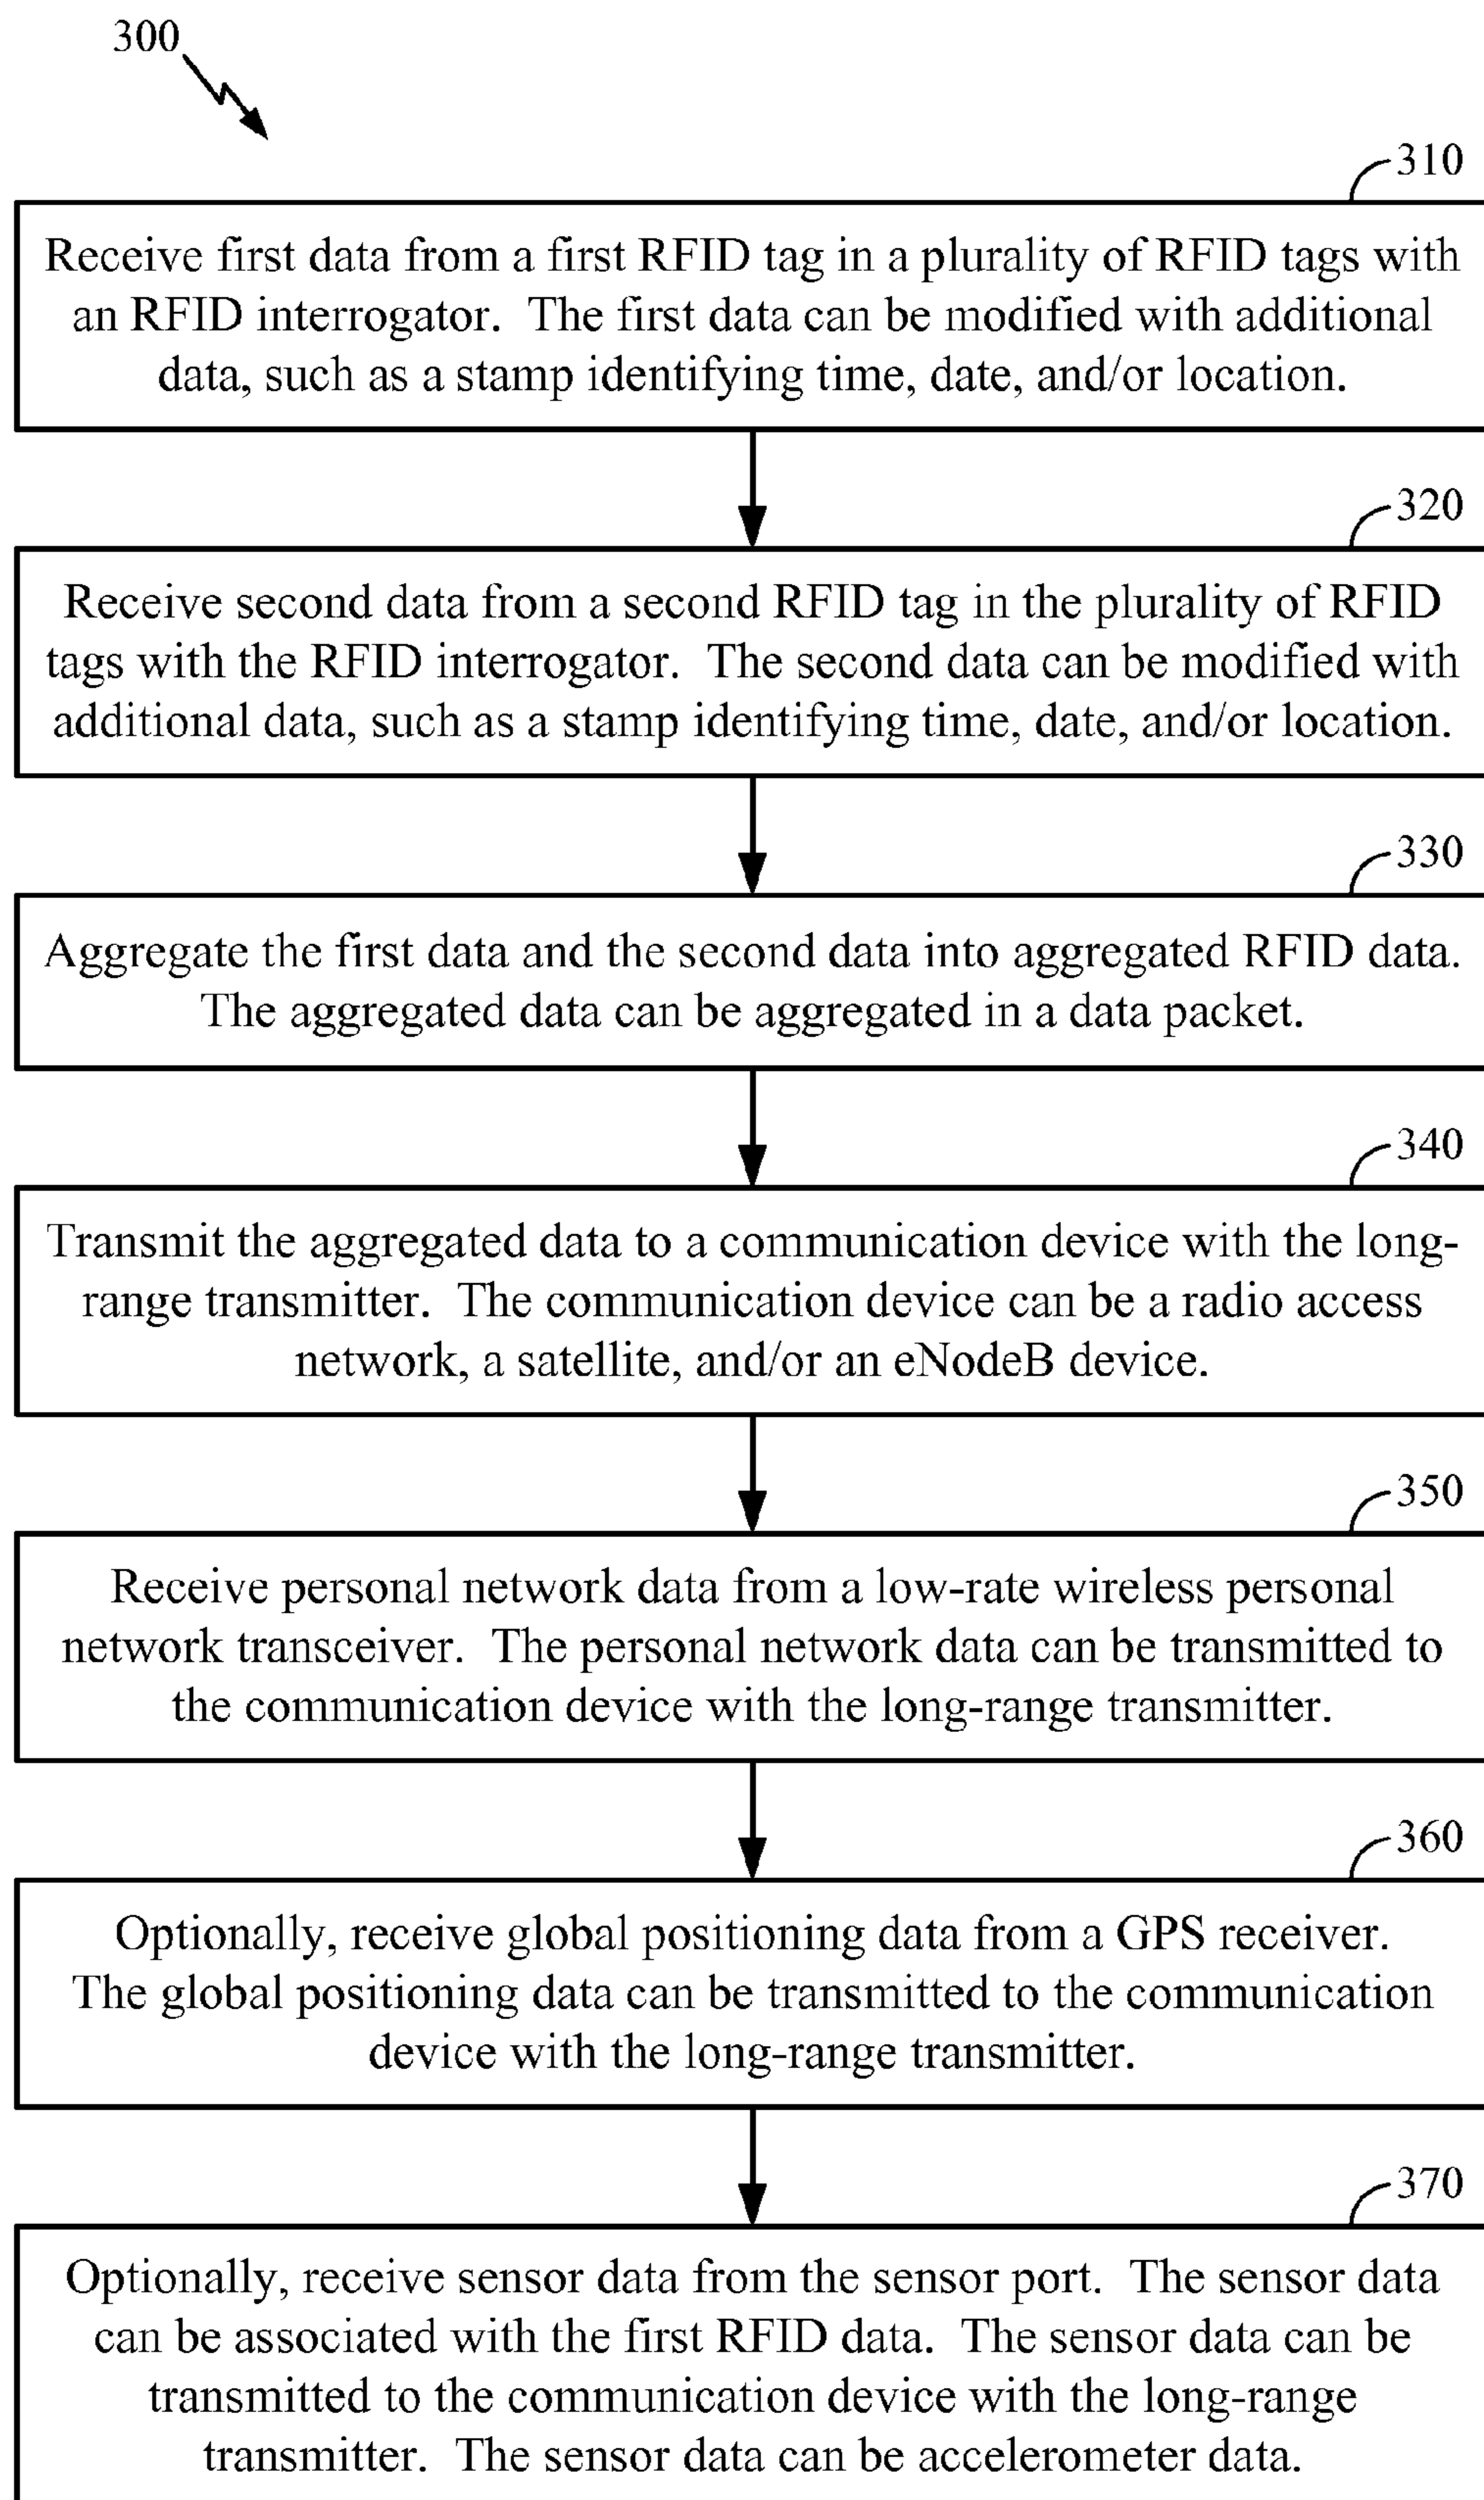 300
310
Receive first data from a first RFID tag in a plurality of RFID tags with
an RFID interrogator.  The first data can be modified with additional
data, such as a stamp identifying time, date, and/or location.
320
Receive second data from a second RFID tag in the plurality of RFID
tags with the RFID interrogator.  The second data can be modified with
additional data, such as a stamp identifying time, date, and/or location.
330
Aggregate the first data and the second data into aggregated RFID data.
The aggregated data can be aggregated in a data packet.
340
Transmit the aggregated data to a communication device with the long-
range transmitter.  The communication device can be a radio access
network, a satellite, and/or an eNodeB device.
350
Receive personal network data from a low-rate wireless personal
network transceiver.  The personal network data can be transmitted to
the communication device with the long-range transmitter.
360
Optionally, receive global positioning data from a GPS receiver.
The global positioning data can be transmitted to the communication
device with the long-range transmitter.
370
Optionally, receive sensor data from the sensor port.  The sensor data
can be associated with the first RFID data.  The sensor data can be
transmitted to the communication device with the long-range
transmitter.  The sensor data can be accelerometer data.